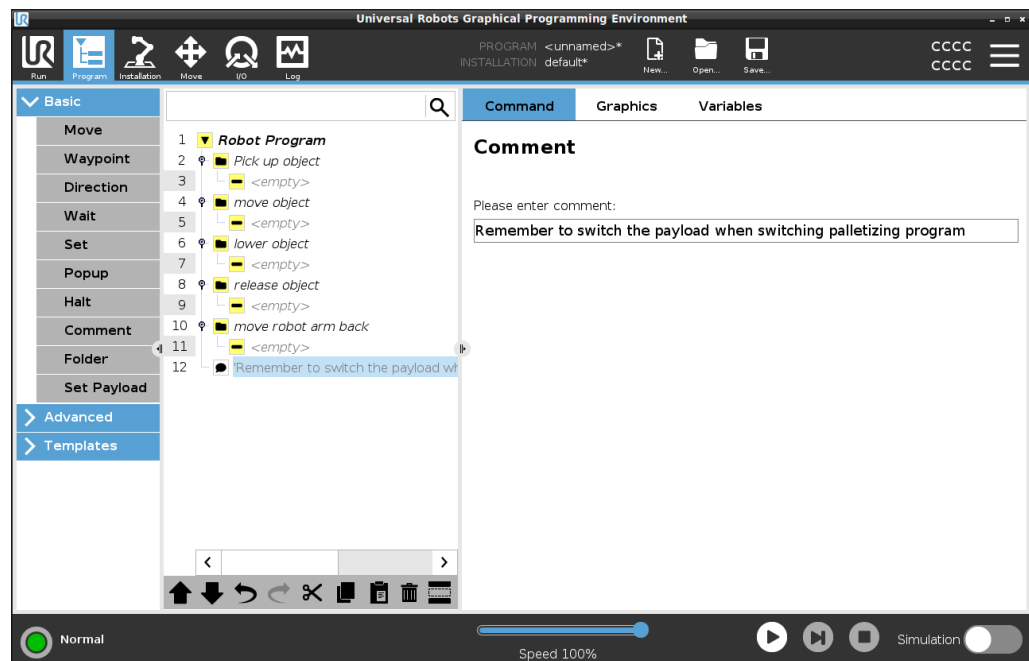 Universal Robots Graphical Programming Environment
UR
Run
Program
Installation
Move
I/O
Log
PROGRAM <unnamed>*
INSTALLATION default*
New...
Open...
Save...
CCCC
CCCC
Basic
Move
Waypoint
Direction
Wait
Set
Popup
Halt
Comment
Folder
Set Payload
Advanced
Templates
1 Robot Program
2 Pick up object
3 <empty>
4 move object
5 <empty>
6 lower object
7 <empty>
8 release object
9 <empty>
10 move robot arm back
11 <empty>
12 'Remember to switch the payload wh
Command Graphics Variables
Comment
Please enter comment:
Remember to switch the payload when switching palletizing program
Normal
Speed 100%
Simulation